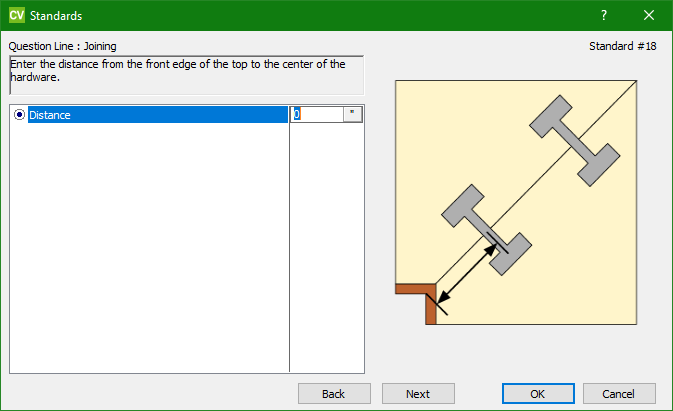 CV Standards ?
Question Line : Joining Standard #18
Enter the distance from the front edge of the top to the center of the
hardware.
Distance 0 "
Back Next OK Cancel